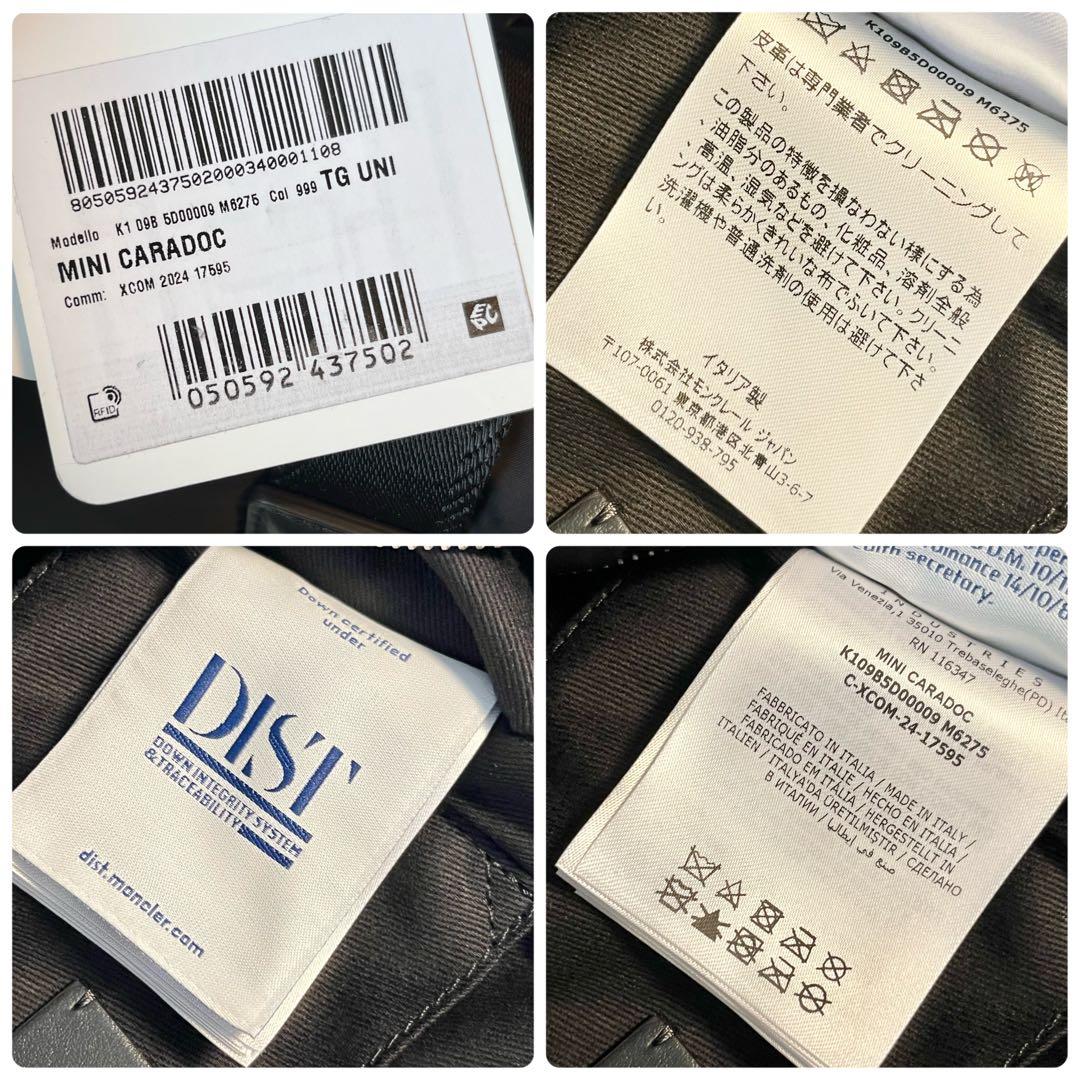 8050592437502000340001108
Modello K1 09B 5D00009 M6275 Col 999 TG UNI
MINI CARADOC
Comm: XCOM 2024 17595
050592 437502
RFID
K109B5D00009 M6275
皮革は専門業者でクリーニングして
下さい。
この製品の特徴を損なわない様にする為
、油脂分のあるもの、化粧品、溶剤全般
、高温、湿気などを避けて下さい。クリーニ
ングは柔らかくきれいな布でふいて下さい。
洗濯機や普通洗剤の使用は避けて下さ
い。
イタリア製
株式会社モンクレール ジャパン
〒107-0061 東京都港区北青山3-6-7
0120-938-795
Down certified
under
DIST
DOWN INTEGRITY SYSTEM
& TRACEABILITY
dist.moncler.com
D.M. 10/1
dinance 14/10/8
secretary.
INDUSTRIES
Via Venezia,1 35010 Trebaseleghe(PD) It
RN 116347
MINI CARADOC
K109B5D00009 M6275
C-XCOM-24-17595
FABBRICATO IN ITALIA / MADE IN ITALY /
FABRIQUE EN ITALIE / HECHO EN ITALIA /
FABRICADO EM ITALIA / HERGESTELLT IN
ITALIEN / ITALYA'DA ÜRETILMISTIR / СДЕЛАНО
В ИТАЛИИ / صنع في إيطاليا